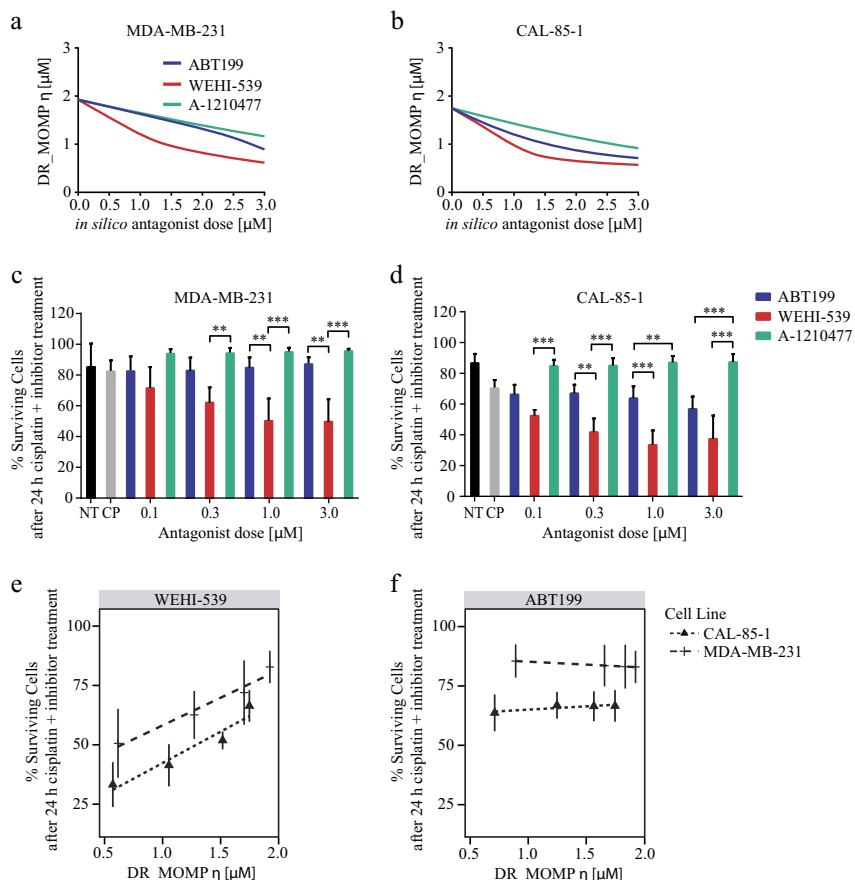 a
MDA-MB-231
3
2
1
0
DR_MOMP η [μM]
ABT199
WEHI-539
A-1210477
0.0 0.5 1.0 1.5 2.0 2.5 3.0
in silico antagonist dose [μM]
b
CAL-85-1
3
2
1
0
DR_MOMP η [μM]
0.0 0.5 1.0 1.5 2.0 2.5 3.0
in silico antagonist dose [μM]
c
MDA-MB-231
% Surviving Cells
after 24 h cisplatin + inhibitor treatment
120
100
80
60
40
20
0
** ** *** ** ***
NT CP 0.1 0.3 1.0 3.0
Antagonist dose [μM]
d
CAL-85-1
% Surviving Cells
after 24 h cisplatin + inhibitor treatment
120
100
80
60
40
20
0
*** ** *** *** ** *** ***
NT CP 0.1 0.3 1.0 3.0
Antagonist dose [μM]
ABT199
WEHI-539
A-1210477
e
WEHI-539
% Surviving Cells
after 24 h cisplatin + inhibitor treatment
100
75
50
25
0.5 1.0 1.5 2.0
DR_MOMP η [μM]
f
ABT199
% Surviving Cells
after 24 h cisplatin + inhibitor treatment
100
75
50
25
0.5 1.0 1.5 2.0
DR_MOMP η [μM]
Cell Line
CAL-85-1
MDA-MB-231